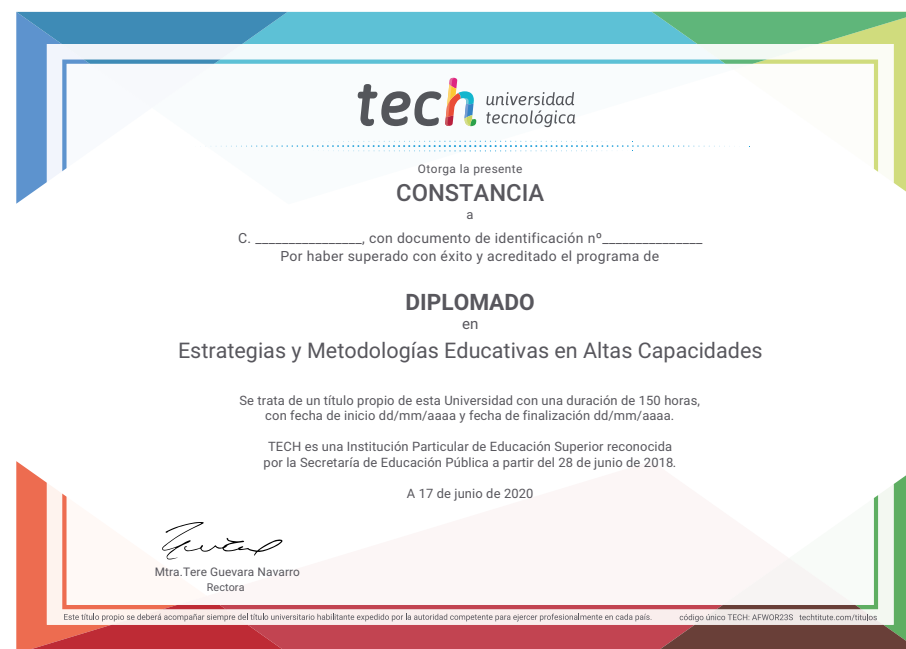 tech universidad
tecnológica
Otorga la presente
CONSTANCIA
a
C. ________________, con documento de identificación nº_______________
Por haber superado con éxito y acreditado el programa de
DIPLOMADO
en
Estrategias y Metodologías Educativas en Altas Capacidades
Se trata de un título propio de esta Universidad con una duración de 150 horas,
con fecha de inicio dd/mm/aaaa y fecha de finalización dd/mm/aaaa.
TECH es una Institución Particular de Educación Superior reconocida
por la Secretaría de Educación Pública a partir del 28 de junio de 2018.
A 17 de junio de 2020
Mtra.Tere Guevara Navarro
Rectora
Este título propio se deberá acompañar siempre del título universitario habilitante expedido por la autoridad competente para ejercer profesionalmente en cada país. código único TECH: AFWOR23S techtitute.com/titulos